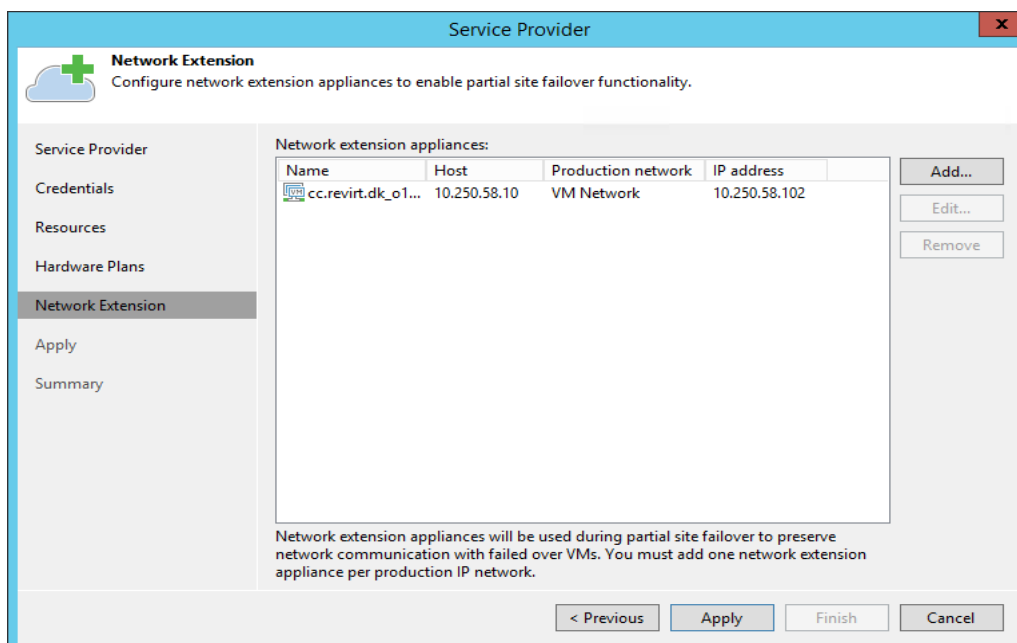 Service Provider
x
Network Extension
Configure network extension appliances to enable partial site failover functionality.
Service Provider
Credentials
Resources
Hardware Plans
Network Extension
Apply
Summary
Network extension appliances:
Name Host Production network IP address
cc.revirt.dk_o1... 10.250.58.10 VM Network 10.250.58.102
Add...
Edit...
Remove
Network extension appliances will be used during partial site failover to preserve
network communication with failed over VMs. You must add one network extension
appliance per production IP network.
< Previous Apply Finish Cancel